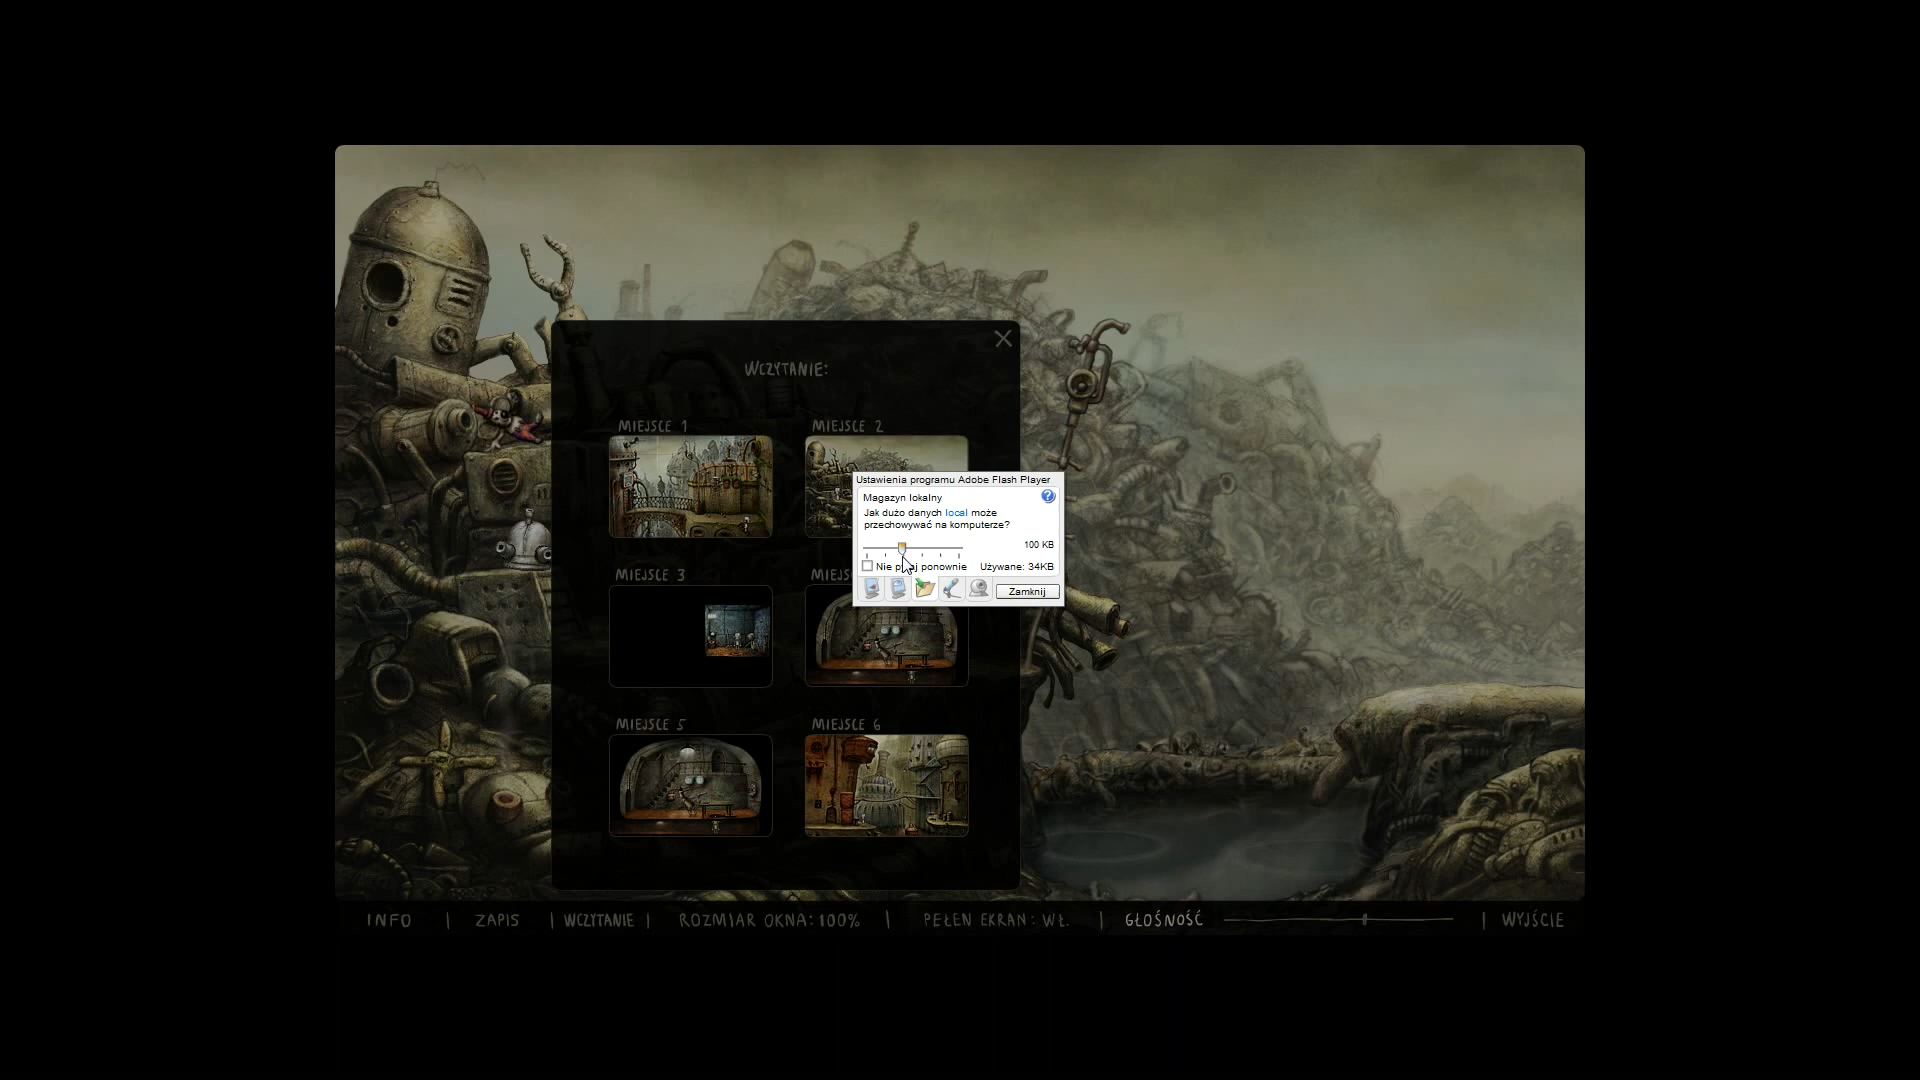 WCZYTANIE:
MIEJSCE 1
MIEJSCE 2
Ustawienia programu Adobe Flash Player
Magazyn lokalny
Jak dużo danych local może
przechowywać na komputerze?
100 KB
Nie ponownie
Używane: 34KB
Zamknij
MIEJSCE 3
MIEJSCE 5
MIEJSCE 6
INFO | ZAPIS | WCZYTANIE | ROZMIAR OKNA: 100% | PEŁEN EKRAN: WŁ. | GŁOŚNOŚĆ | WYJŚCIE